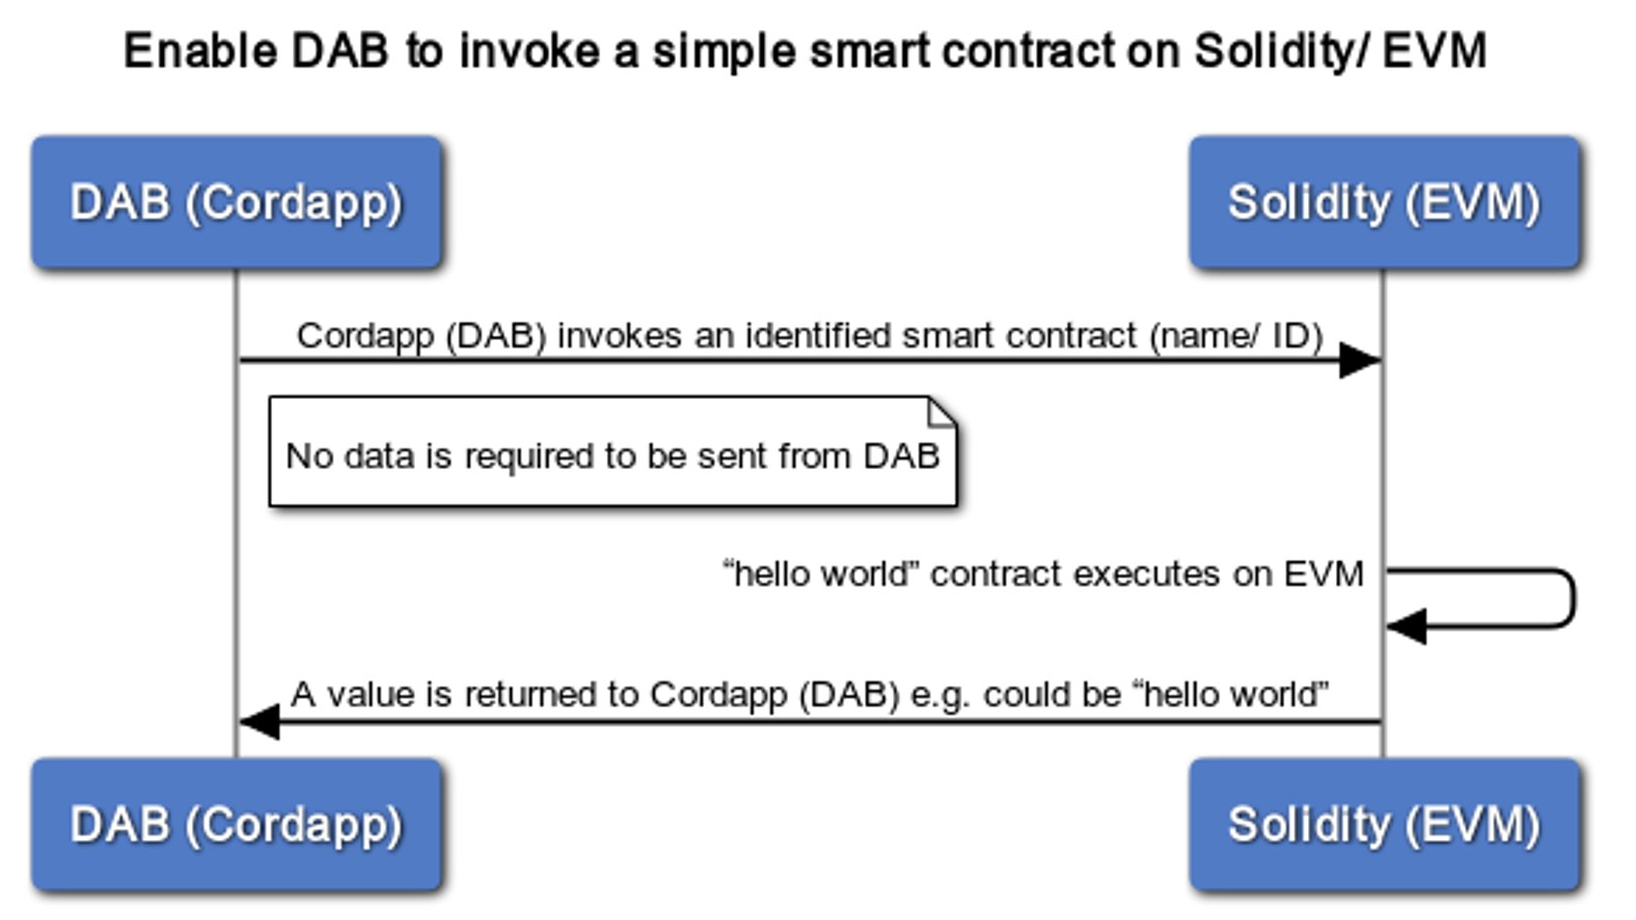 Enable DAB to invoke a simple smart contract on Solidity/ EVM
DAB (Cordapp)
Solidity (EVM)
Cordapp (DAB) invokes an identified smart contract (name/ ID)
No data is required to be sent from DAB
“hello world” contract executes on EVM
A value is returned to Cordapp (DAB) e.g. could be “hello world”
DAB (Cordapp)
Solidity (EVM)